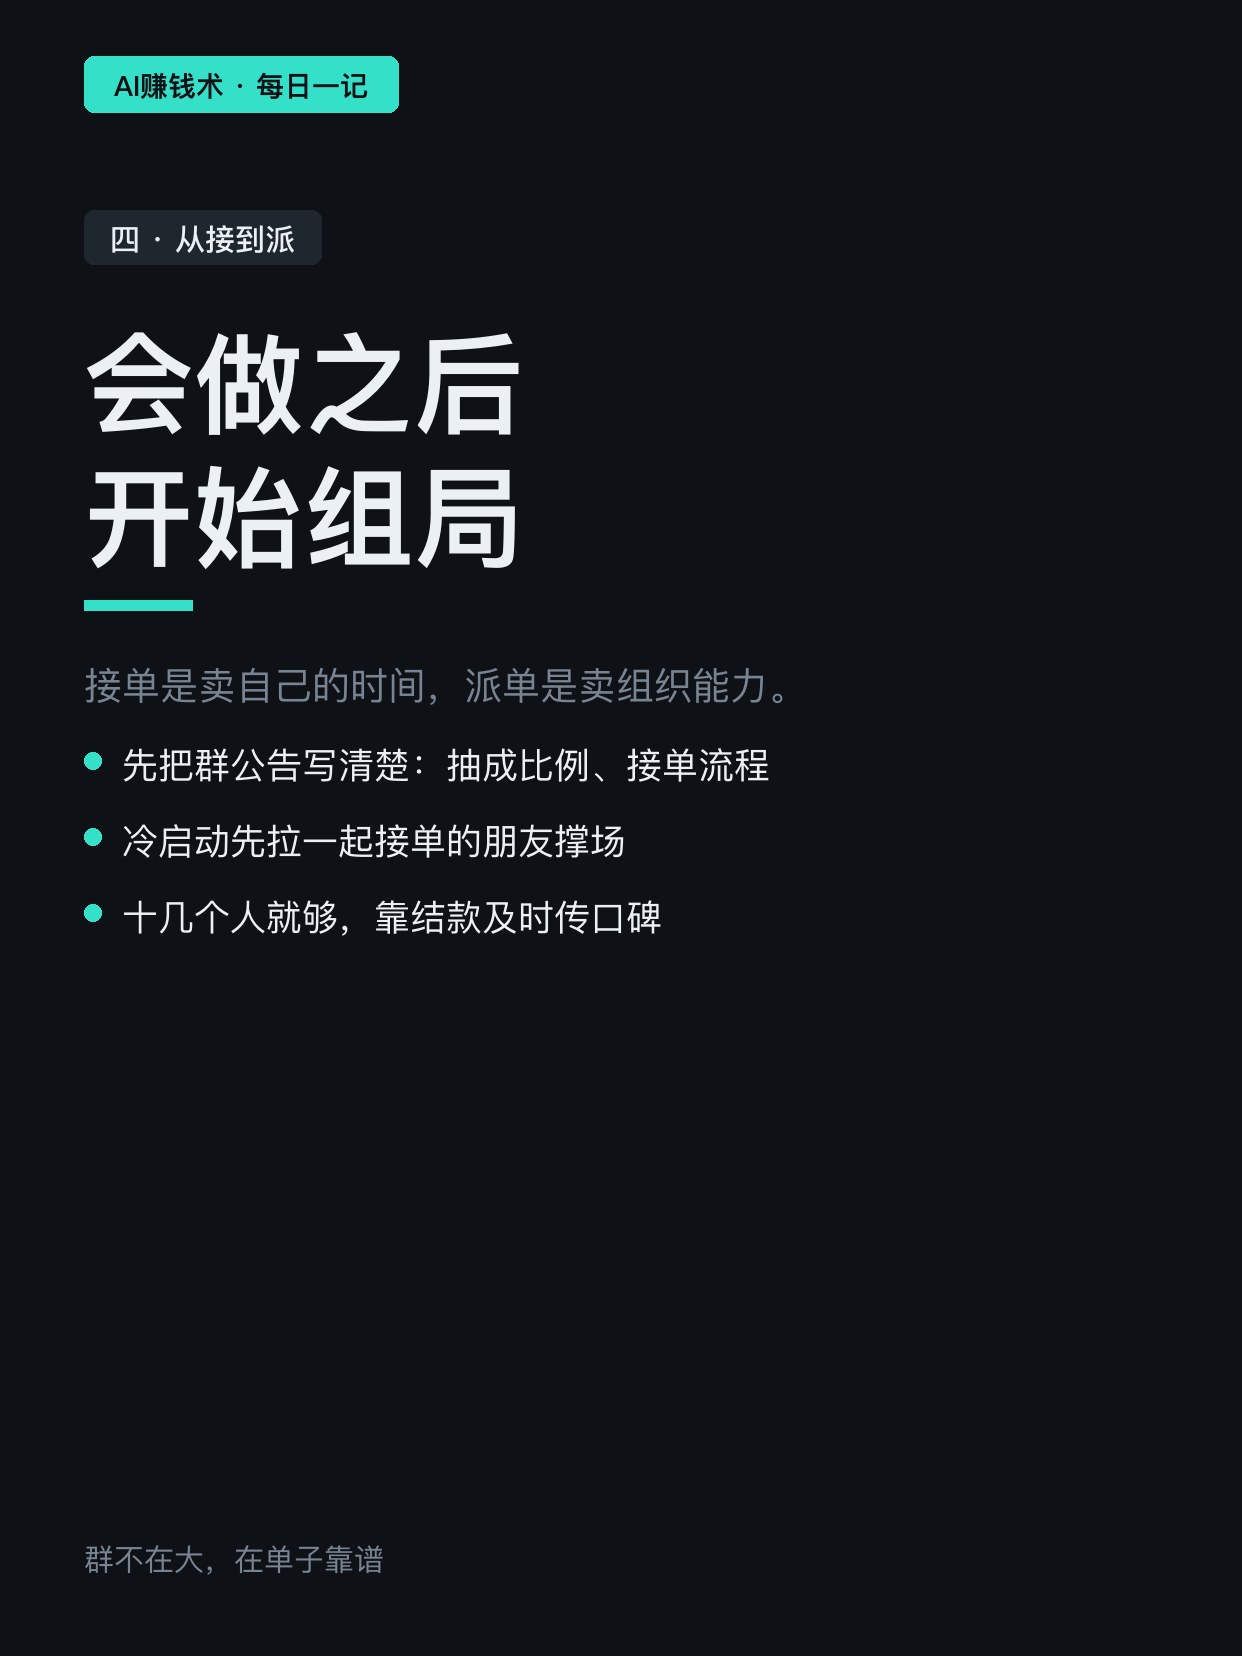 AI赚钱术 · 每日一记
四 · 从接到派
会做之后
开始组局
接单是卖自己的时间，派单是卖组织能力。
先把群公告写清楚：抽成比例、接单流程
冷启动先拉一起接单的朋友撑场
十几个人就够，靠结款及时传口碑
群不在大，在单子靠谱